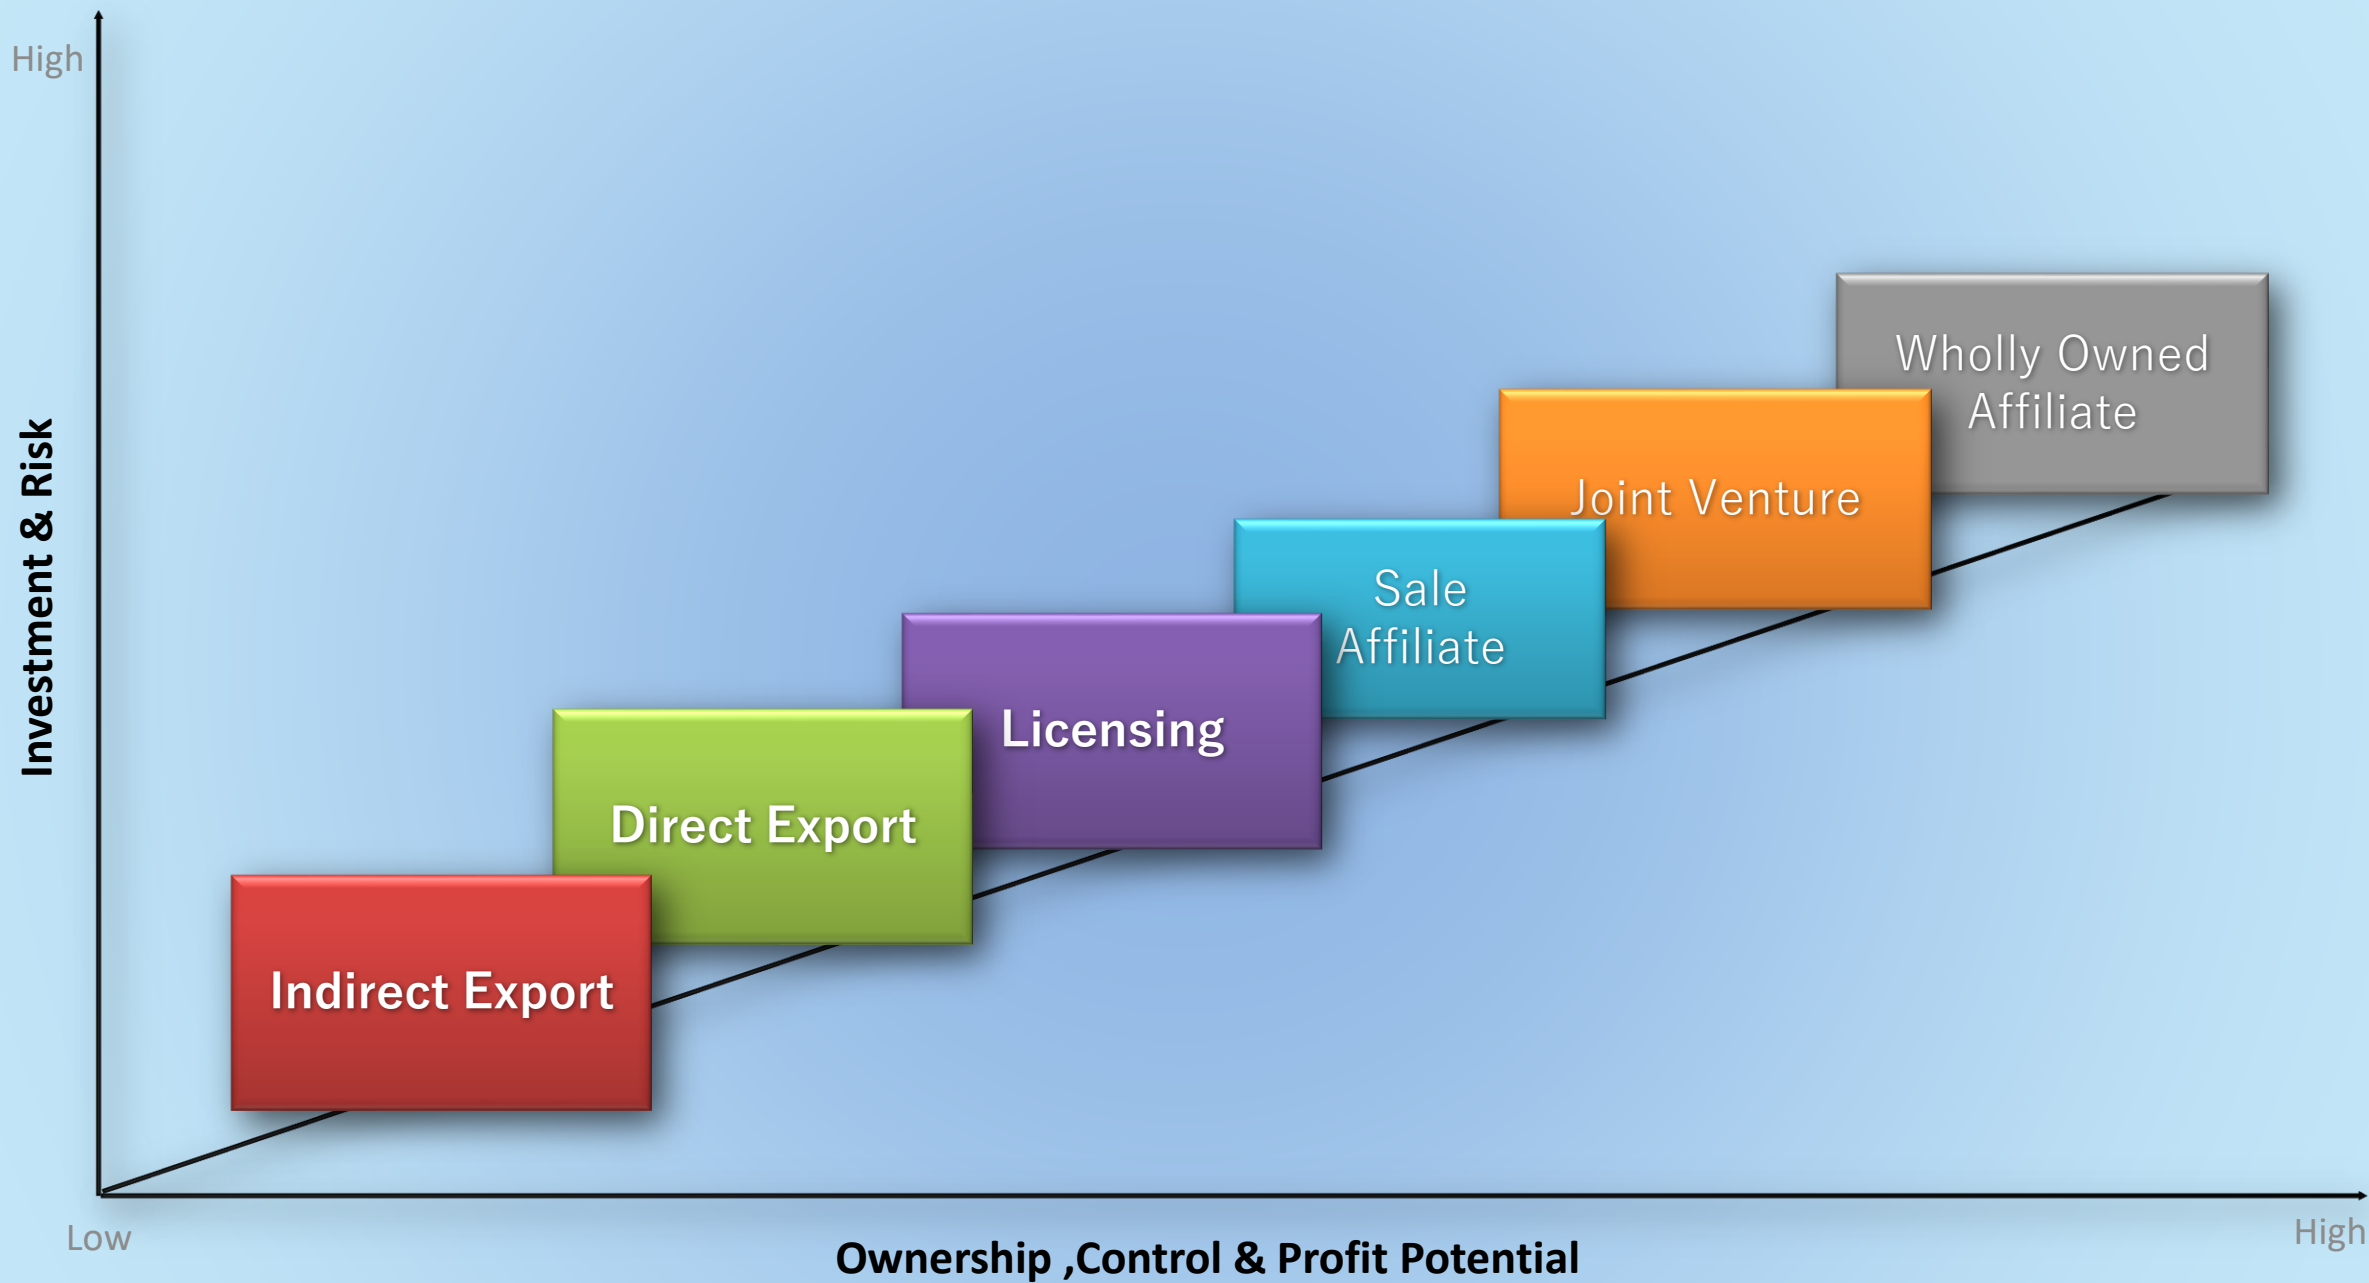 High
Investment & Risk
Wholly Owned
Affiliate
Joint Venture
Sale
Affiliate
Licensing
Direct Export
Indirect Export
Low
High
Ownership ,Control & Profit Potential